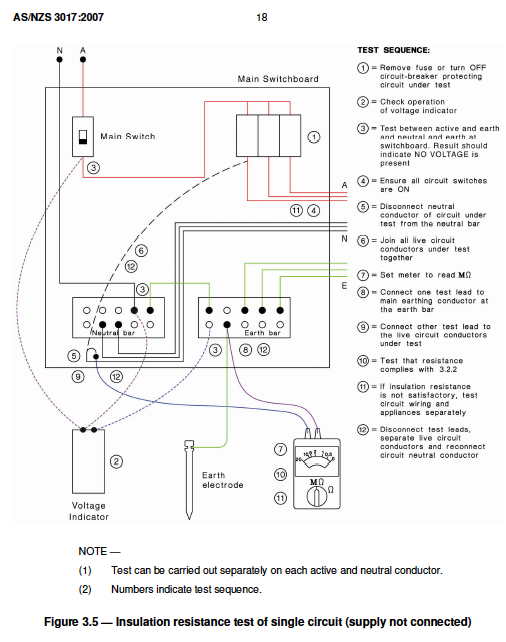 AS/NZS 3017:2007
18
N A
Main Switchboard
Main Switch
3
1
A
11 4
N
6
12
E
3
Neutral bar
Earth bar
5
3 8 12
9 12
7
2
Earth
electrode
10 9 2 7 0.5
20 0
MΩ
Ω
10
11
Voltage
Indicator
TEST SEQUENCE:
1 = Remove fuse or turn OFF
circuit-breaker protecting
circuit under test
2 = Check operation
of voltage indicator
3 = Test between active and earth
and neutral and earth at
switchboard. Result should
indicate NO VOLTAGE is
present
4 = Ensure all circuit switches
are ON
5 = Disconnect neutral
conductor of circuit under
test from the neutral bar
6 = Join all live circuit
conductors under test
together
7 = Set meter to read MΩ
8 = Connect one test lead to
main earthing conductor at
the earth bar
9 = Connect other test lead to
the live circuit conductors
under test
10 = Test that resistance
complies with 3.2.2
11 = If insulation resistance
is not satisfactory, test
circuit wiring and
appliances separately
12 = Disconnect test leads,
separate live circuit
conductors and reconnect
circuit neutral conductor
NOTE —
(1) Test can be carried out separately on each active and neutral conductor.
(2) Numbers indicate test sequence.
Figure 3.5 — Insulation resistance test of single circuit (supply not connected)